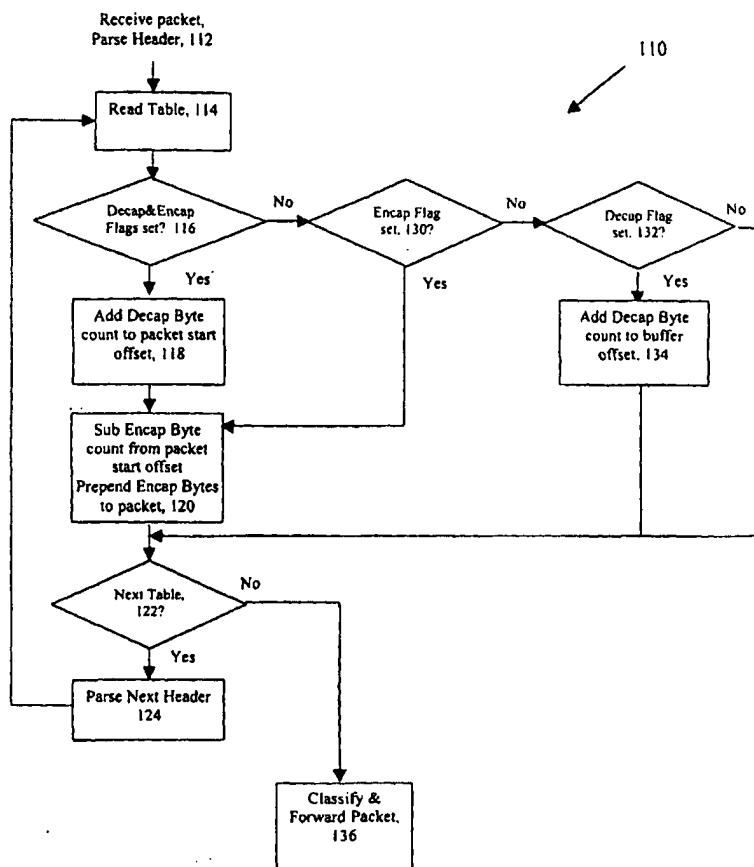 Receive packet,
Parse Header, 112
110
Read Table, 114
Decap&Encap
Flags set? 116
No
Encap Flag
set, 130?
No
Decup Flag
set, 132?
No
Yes
Yes
Yes
Add Decap Byte
count to packet start
offset, 118
Add Decap Byte
count to buffer
offset, 134
Sub Encap Byte
count from packet
start offset
Prepend Encap Bytes
to packet, 120
Next Table,
122?
No
Yes
Parse Next Header
124
Classify &
Forward Packet,
136